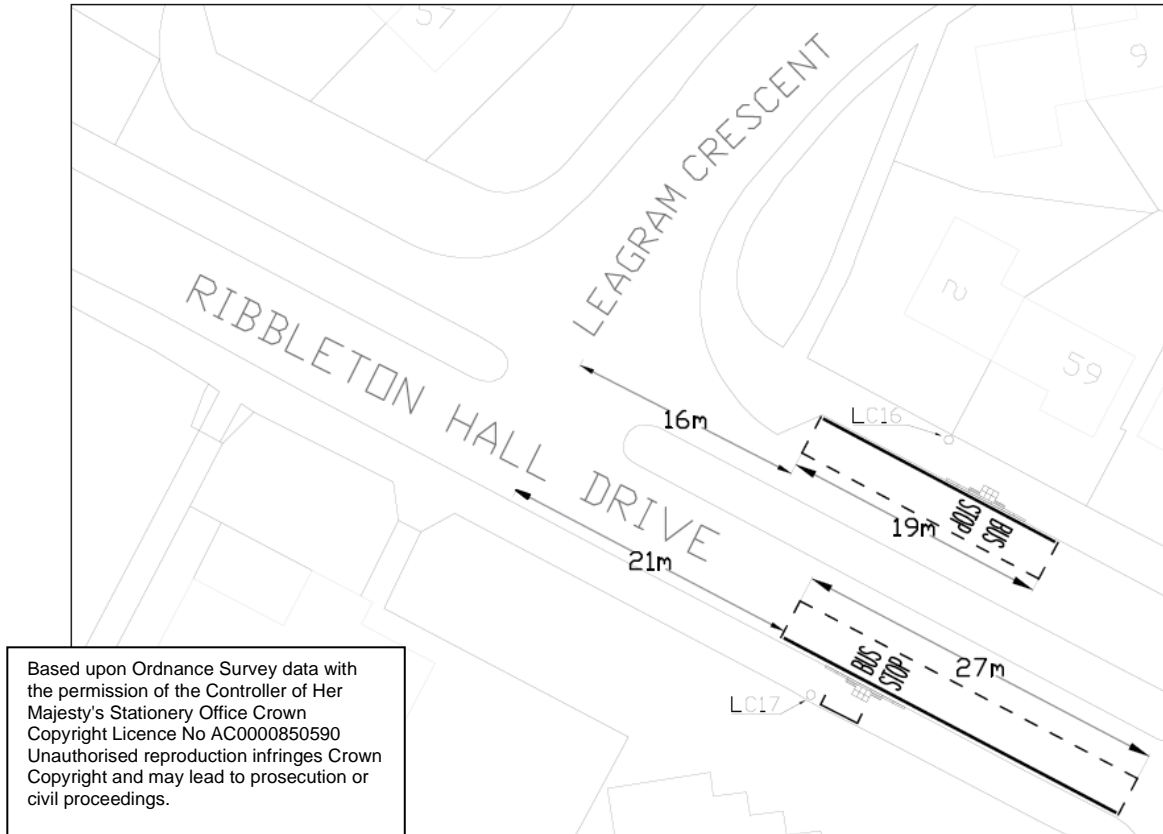 57
LEAGRAM CRESCENT
9
RIBBLETON HALL DRIVE
2
59
16m
LC16
19m
BUS
STOP
21m
BUS
STOP
27m
LC17
Based upon Ordnance Survey data with
the permission of the Controller of Her
Majesty's Stationery Office Crown
Copyright Licence No AC0000850590
Unauthorised reproduction infringes Crown
Copyright and may lead to prosecution or
civil proceedings.